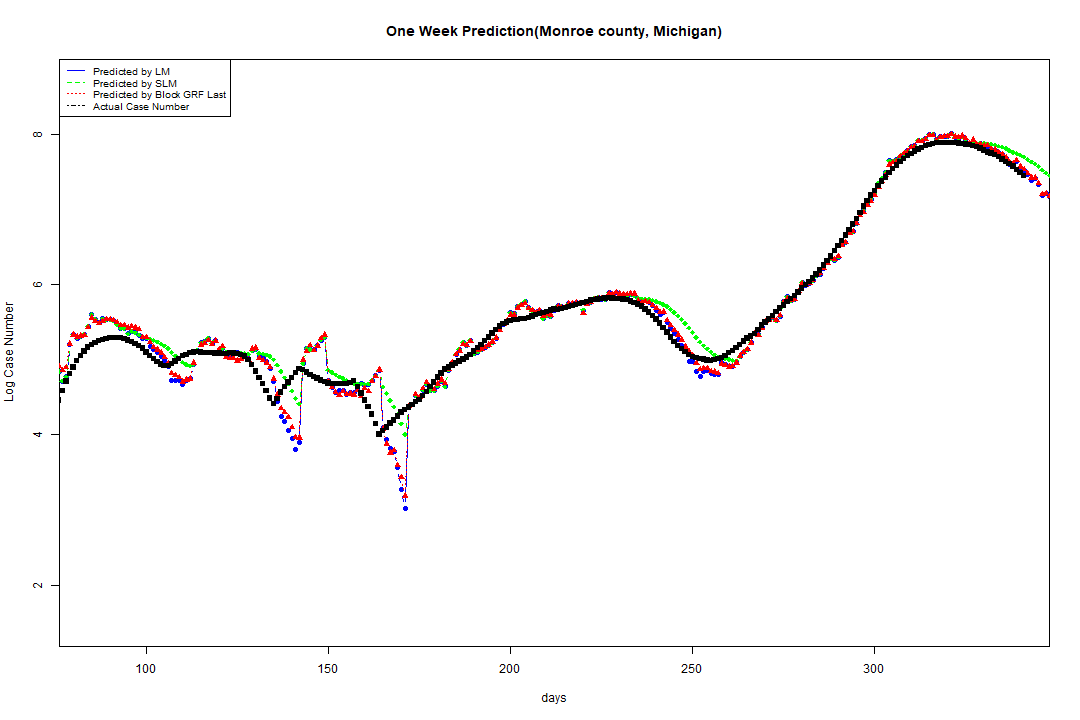 One Week Prediction(Monroe county, Michigan)
Predicted by LM
Predicted by SLM
Predicted by Block GRF Last
Actual Case Number
8
6
4
2
Log Case Number
100 150 200 250 300
days